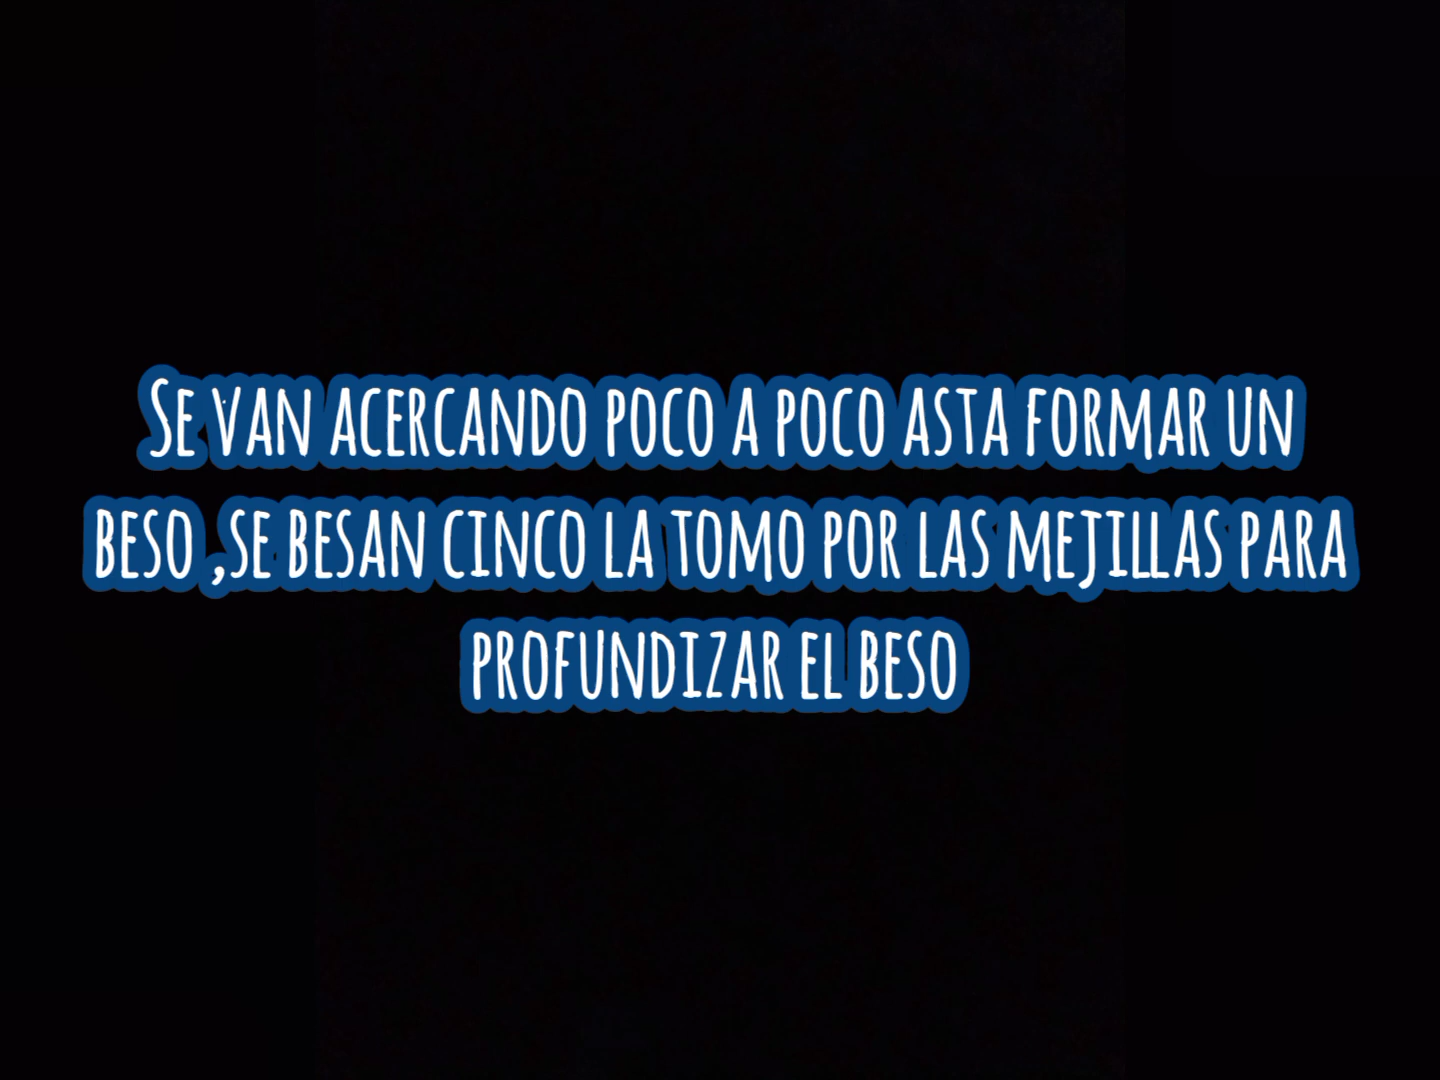 Se van acercando poco a poco asta formar un
beso ,se besan cinco la tomo por las mejillas para
profundizar el beso